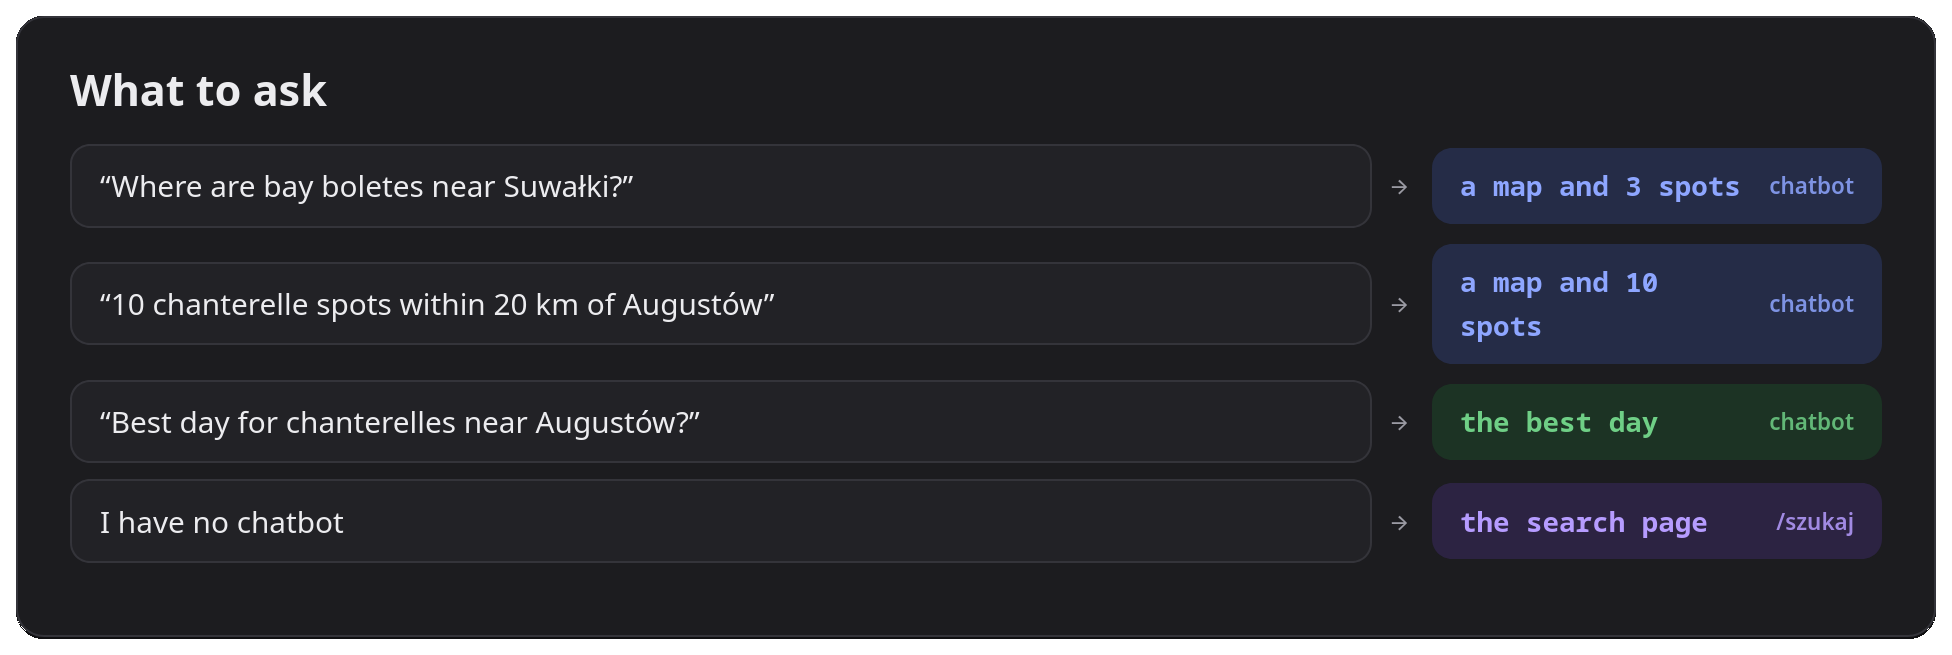 What to ask
“Where are bay boletes near Suwałki?” → a map and 3 spots chatbot
“10 chanterelle spots within 20 km of Augustów” → a map and 10 spots chatbot
“Best day for chanterelles near Augustów?” → the best day chatbot
I have no chatbot → the search page /szukaj